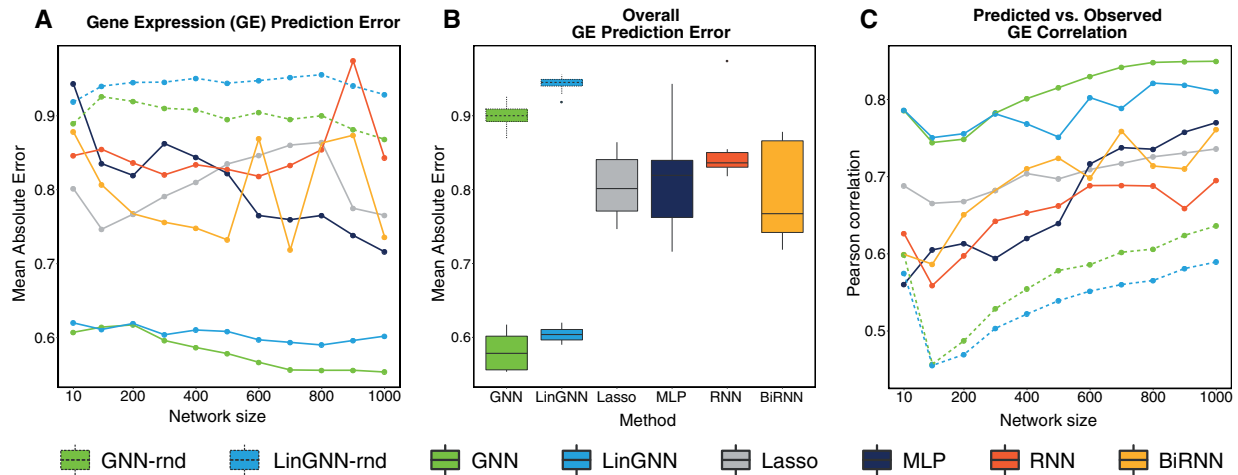 A
Gene Expression (GE) Prediction Error
Mean Absolute Error
0.9
0.8
0.7
0.6
10
200
400
600
800
1000
Network size
B
Overall
GE Prediction Error
Mean Absolute Error
0.9
0.8
0.7
0.6
GNN
LinGNN
Lasso
MLP
RNN
BiRNN
Method
C
Predicted vs. Observed
GE Correlation
Pearson correlation
0.8
0.7
0.6
0.5
10
200
400
600
800
1000
Network size
GNN-rnd
LinGNN-rnd
GNN
LinGNN
Lasso
MLP
RNN
BiRNN